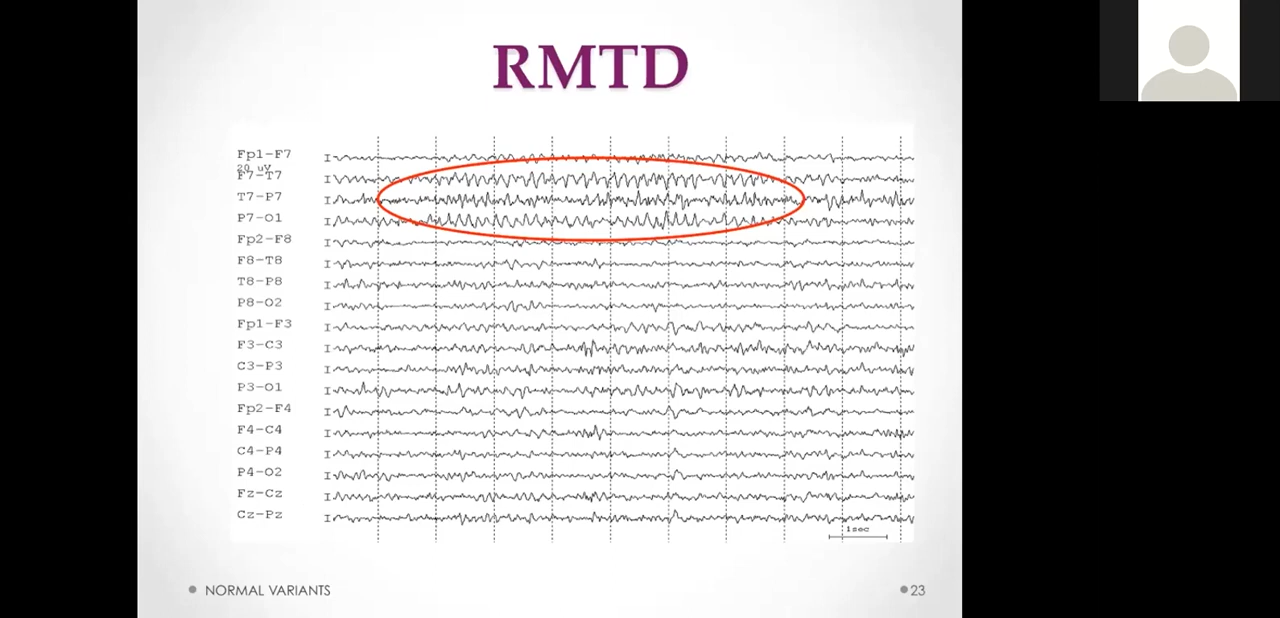 RMTD
Fp1-F7
20 uV
F7-T7
T7-P7
P7-O1
Fp2-F8
F8-T8
T8-P8
P8-O2
Fp1-F3
F3-C3
C3-P3
P3-O1
Fp2-F4
F4-C4
C4-P4
P4-O2
Fz-Cz
Cz-Pz
1sec
• NORMAL VARIANTS
• 23